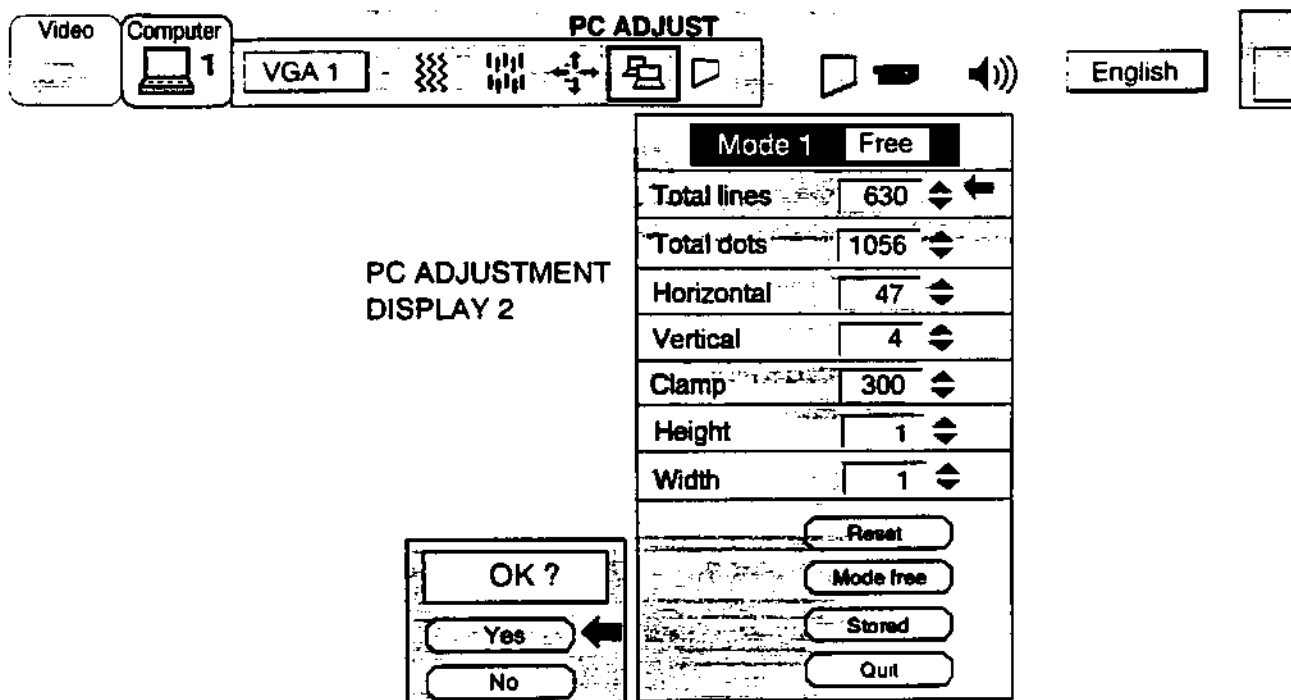 PC ADJUST
Video
Computer
1
VGA 1
English
Mode 1 Free
Total lines 630
Total dots 1056
PC ADJUSTMENT
DISPLAY 2
Horizontal 47
Vertical 4
Clamp 300
Height 1
Width 1
Reset
OK ?
Mode free
Yes
Stored
No
Quit